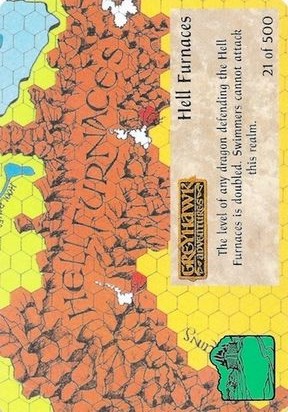 HELLFURNACES
GREYHAWK
ADVENTURES
Hell Furnaces
The level of any dragon defending the Hell
Furnaces is doubled. Swimmers cannot attack
this realm.
21 of 500